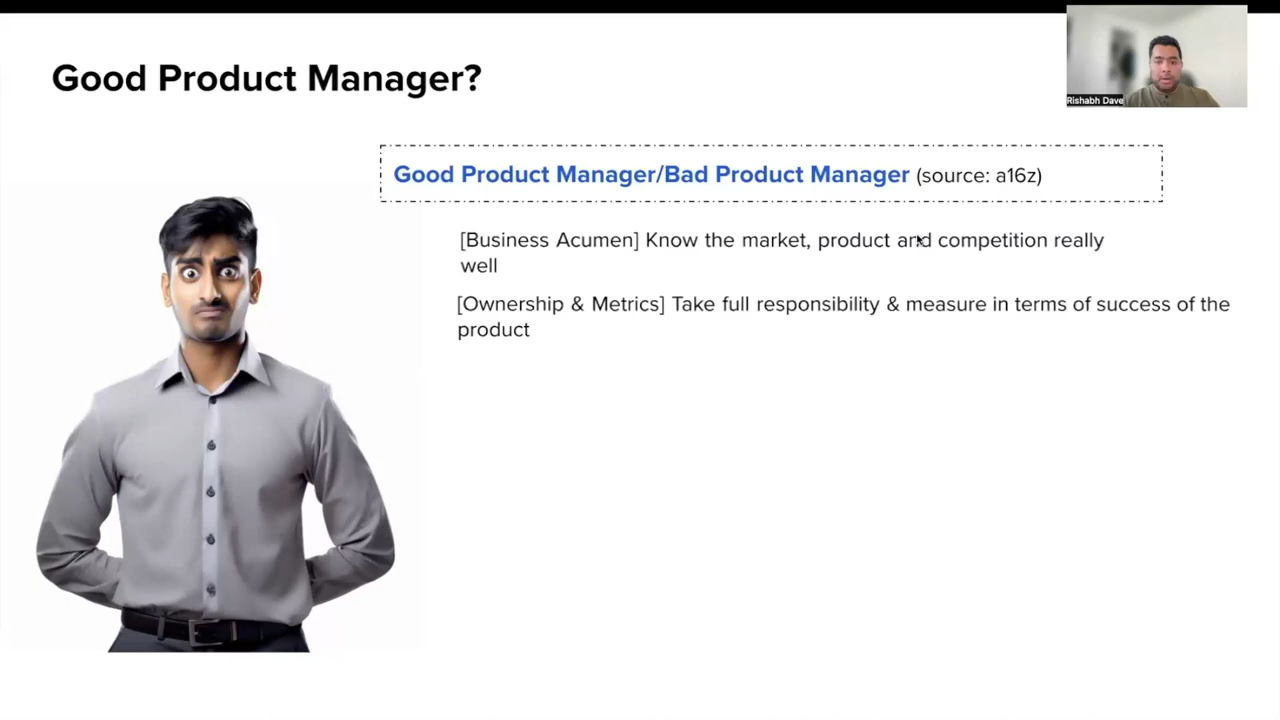 Good Product Manager?
Rishabh Dave
Good Product Manager/Bad Product Manager (source: a16z)
[Business Acumen] Know the market, product and competition really
well
[Ownership & Metrics] Take full responsibility & measure in terms of success of the
product